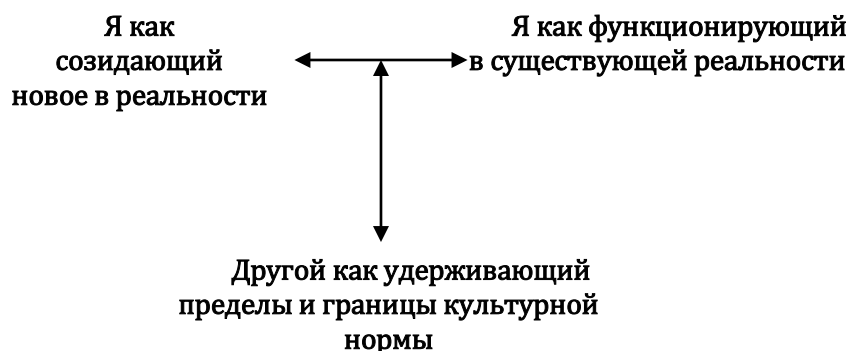 Я как
созидающий
новое в реальности
Я как функционирующий
в существующей реальности
Другой как удерживающий
пределы и границы культурной
нормы